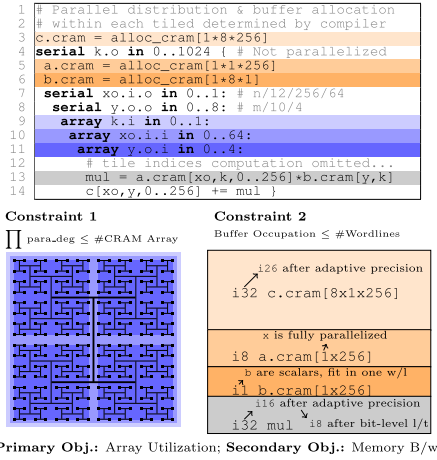 1 # Parallel distribution & buffer allocation
2 # within each tiled determined by compiler
3 c.cram = alloc_cram[1*8*256]
4 serial k.o in 0..1024 { # Not parallelized
5 a.cram = alloc_cram[1*1*256]
6 b.cram = alloc_cram[1*8*1]
7 serial xo.i.o in 0..1: # n/12/256/64
8 serial y.o.o in 0..8: # m/10/4
9 array k.i in 0..1:
10 array xo.i.i in 0..64:
11 array y.o.i in 0..4:
12 # tile indices computation omitted...
13 mul = a.cram[xo,k,0..256]*b.cram[y,k]
14 c[xo,y,0..256] += mul }
Constraint 1
∏ para_deg ≤ #CRAM Array
Constraint 2
Buffer Occupation ≤ #Wordlines
i26 after adaptive precision
i32 c.cram[8x1x256]
x is fully parallelized
i8 a.cram[1x256]
b are scalars, fit in one w/l
i1 b.cram[1x256]
i16 after adaptive precision
i32 mul i8 after bit-level l/t
Primary Obj.: Array Utilization; Secondary Obj.: Memory B/w